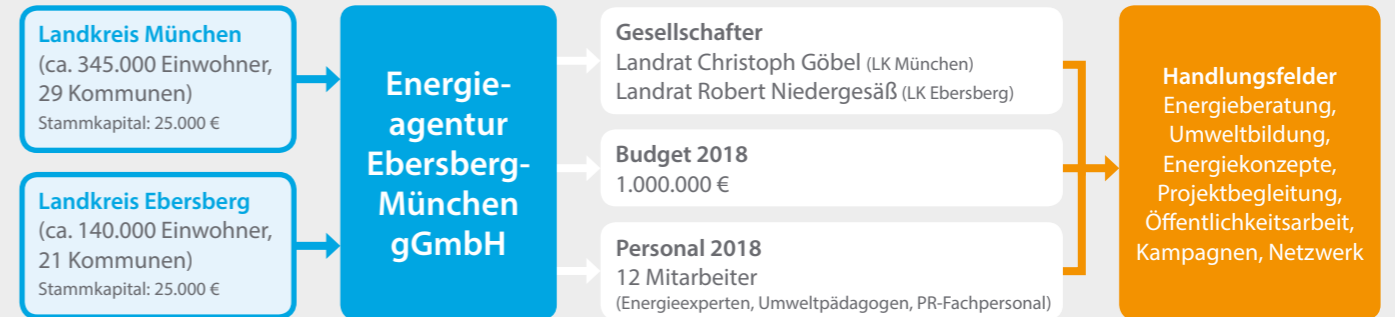 Landkreis München
(ca. 345.000 Einwohner,
29 Kommunen)
Stammkapital: 25.000 €
Landkreis Ebersberg
(ca. 140.000 Einwohner,
21 Kommunen)
Stammkapital: 25.000 €
Energie-
agentur
Ebersberg-
München
gGmbH
Gesellschafter
Landrat Christoph Göbel (LK München)
Landrat Robert Niedergesäß (LK Ebersberg)
Budget 2018
1.000.000 €
Personal 2018
12 Mitarbeiter
(Energieexperten, Umweltpädagogen, PR-Fachpersonal)
Handlungsfelder
Energieberatung,
Umweltbildung,
Energiekonzepte,
Projektbegleitung,
Öffentlichkeitsarbeit,
Kampagnen, Netzwerk